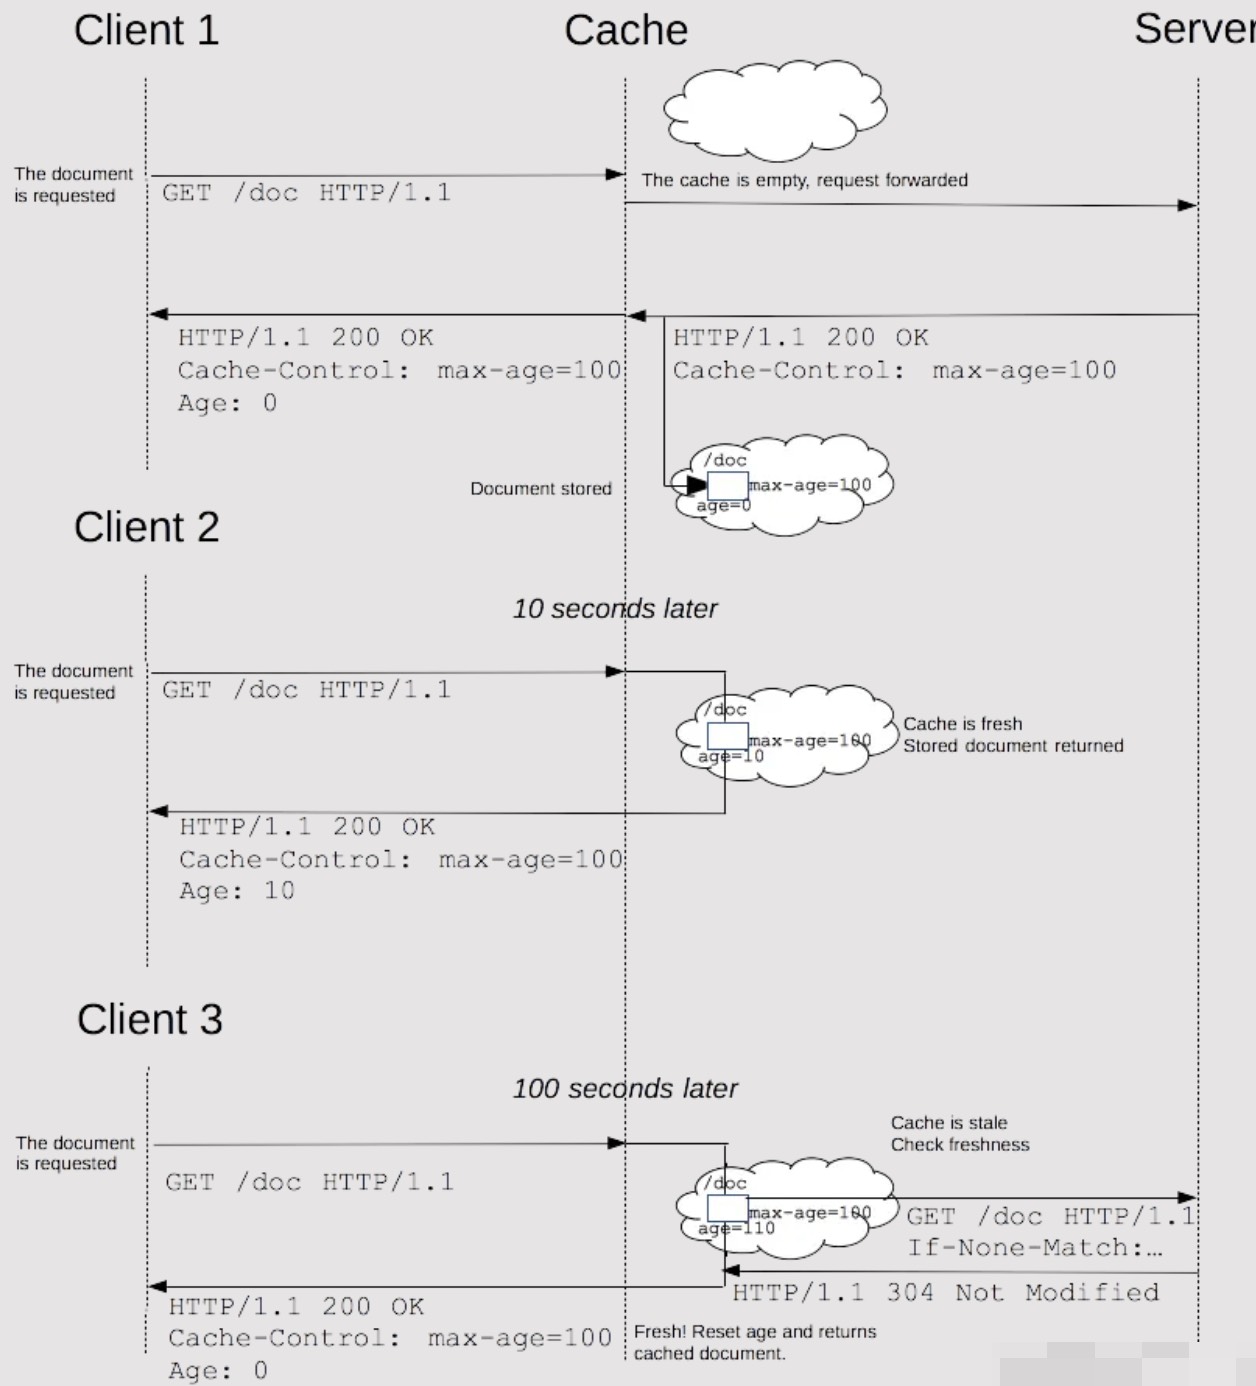 Client 1
Cache
Server
The document
is requested
GET /doc HTTP/1.1
The cache is empty, request forwarded
HTTP/1.1 200 OK
Cache-Control: max-age=100
Age: 0
HTTP/1.1 200 OK
Cache-Control: max-age=100
/doc
max-age=100
age=0
Document stored
Client 2
10 seconds later
The document
is requested
GET /doc HTTP/1.1
/doc
max-age=100
age=10
Cache is fresh
Stored document returned
HTTP/1.1 200 OK
Cache-Control: max-age=100
Age: 10
Client 3
100 seconds later
The document
is requested
GET /doc HTTP/1.1
Cache is stale
Check freshness
/doc
max-age=100
age=110
GET /doc HTTP/1.1
If-None-Match:…
HTTP/1.1 304 Not Modified
HTTP/1.1 200 OK
Cache-Control: max-age=100
Age: 0
Fresh! Reset age and returns
cached document.